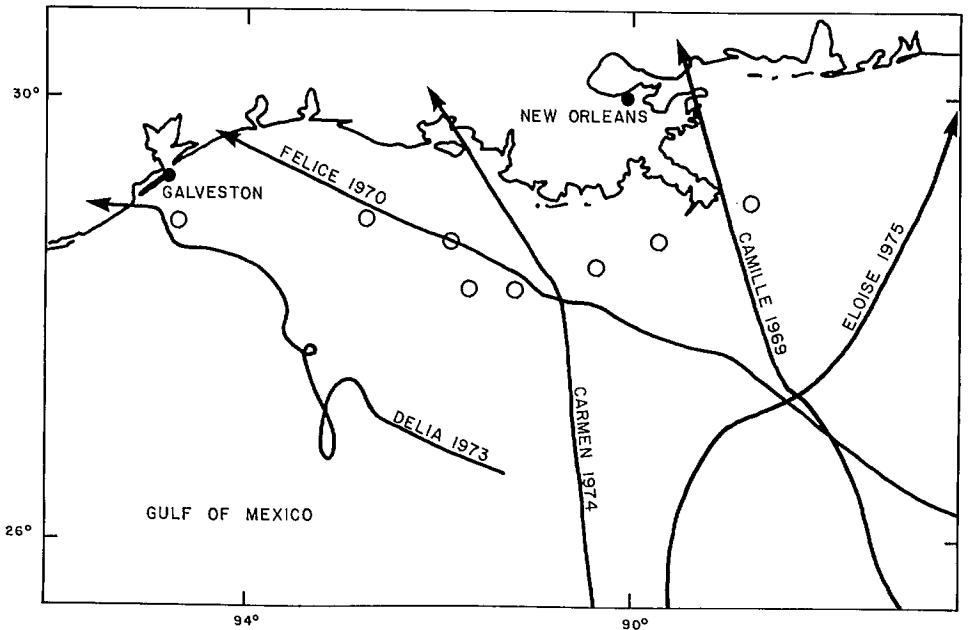 30°
NEW ORLEANS
GALVESTON
FELICE 1970
CAMILLE 1969
ELOISE 1975
CARMEN 1974
DELIA 1973
GULF OF MEXICO
26°
94°
90°